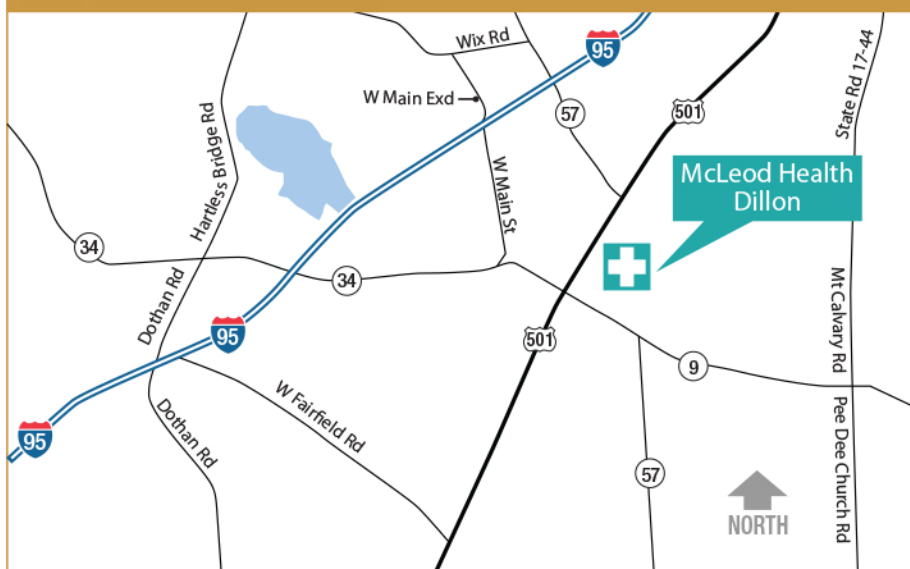 Wix Rd
95
W Main Exd
57
501
State Rd 17-44
Hartless Bridge Rd
McLeod Health
Dillon
W Main St
34
34
Dothan Rd
95
501
Mt Calvary Rd
9
W Fairfield Rd
95
Dothan Rd
57
Pee Dee Church Rd
NORTH